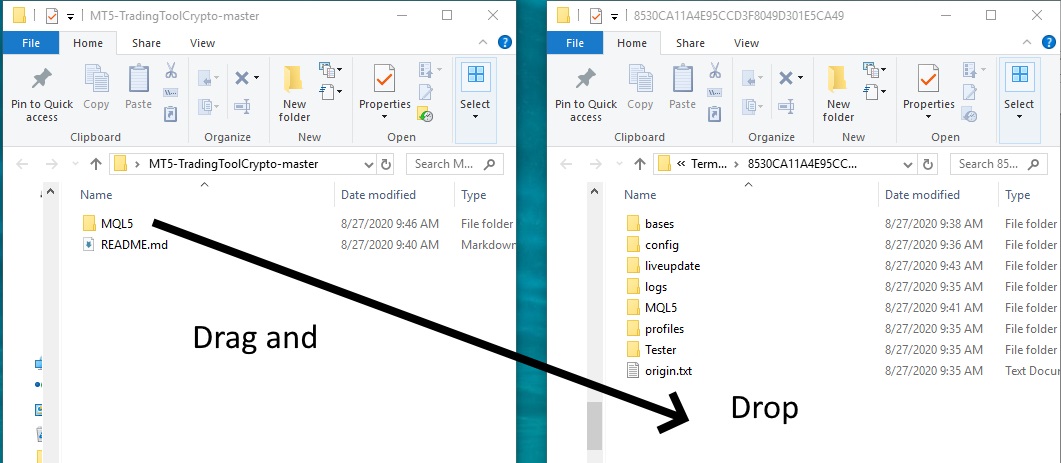 MT5-TradingToolCrypto-master
File Home Share View
Pin to Quick access
Copy
Paste
Clipboard
Organize
New folder
New
Properties
Open
Select
MT5-TradingToolCrypto-master
Search M...
Name Date modified Type
MQL5 8/27/2020 9:46 AM File folder
README.md 8/27/2020 9:40 AM Markdown
Drag and
8530CA11A4E95CCD3F8049D301E5CA49
File Home Share View
Pin to Quick access
Copy
Paste
Clipboard
Organize
New folder
New
Properties
Open
Select
« Term... 8530CA11A4E95CC...
Search 85...
Name Date modified Type
bases 8/27/2020 9:38 AM File folder
config 8/27/2020 9:36 AM File folder
liveupdate 8/27/2020 9:43 AM File folder
logs 8/27/2020 9:35 AM File folder
MQL5 8/27/2020 9:41 AM File folder
profiles 8/27/2020 9:35 AM File folder
Tester 8/27/2020 9:35 AM File folder
origin.txt 8/27/2020 9:35 AM Text Docu
Drop